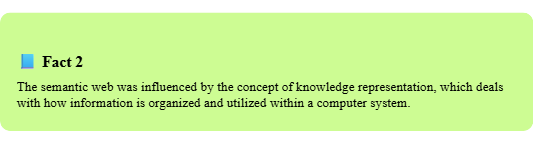 Fact 2
The semantic web was influenced by the concept of knowledge representation, which deals
with how information is organized and utilized within a computer system.